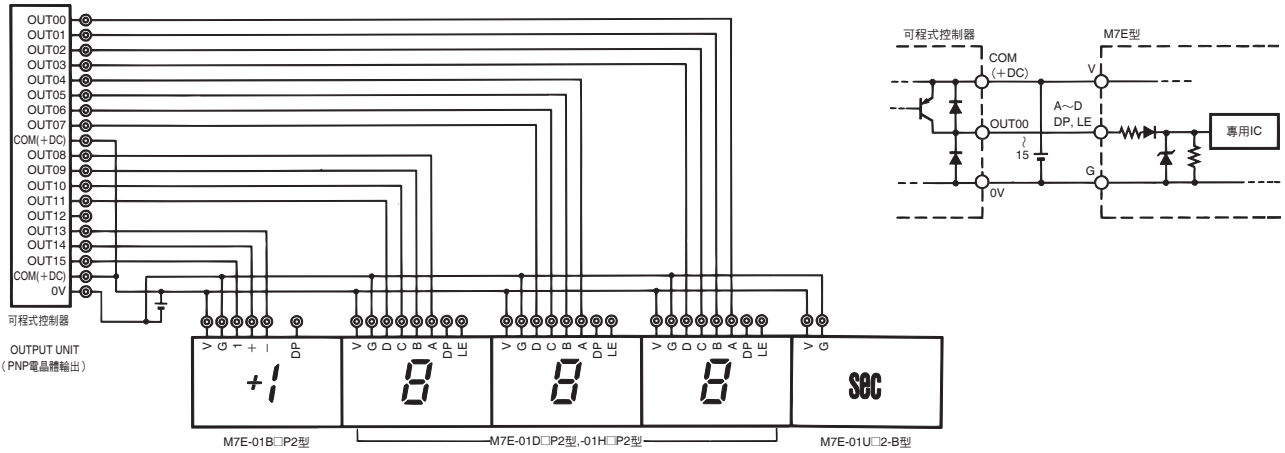 OUT00
OUT01
OUT02
OUT03
OUT04
OUT05
OUT06
OUT07
COM(+DC)
OUT08
OUT09
OUT10
OUT11
OUT12
OUT13
OUT14
OUT15
COM(+DC)
0V
可程式控制器
OUTPUT UNIT
(PNP電晶體輸出)
V G 1 + − DP
V G D C B A DP LE
V G D C B A DP LE
V G D C B A DP LE
V G
+1
8
8
8
sec
M7E-01B□P2型
M7E-01D□P2型,-01H□P2型
M7E-01U□2-B型
可程式控制器
M7E型
COM
(+DC)
V
A～D
DP, LE
OUT00
～
15
專用IC
G
0V